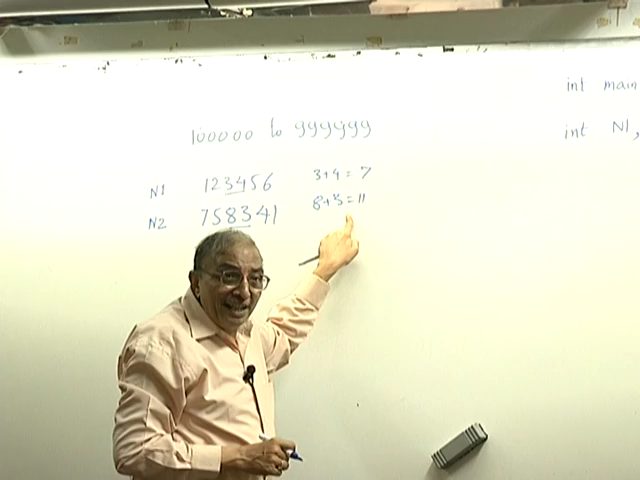 100000 to 999999
N1 123456 3+4 = 7
N2 758341 8+3 = 11
int main
int N1,